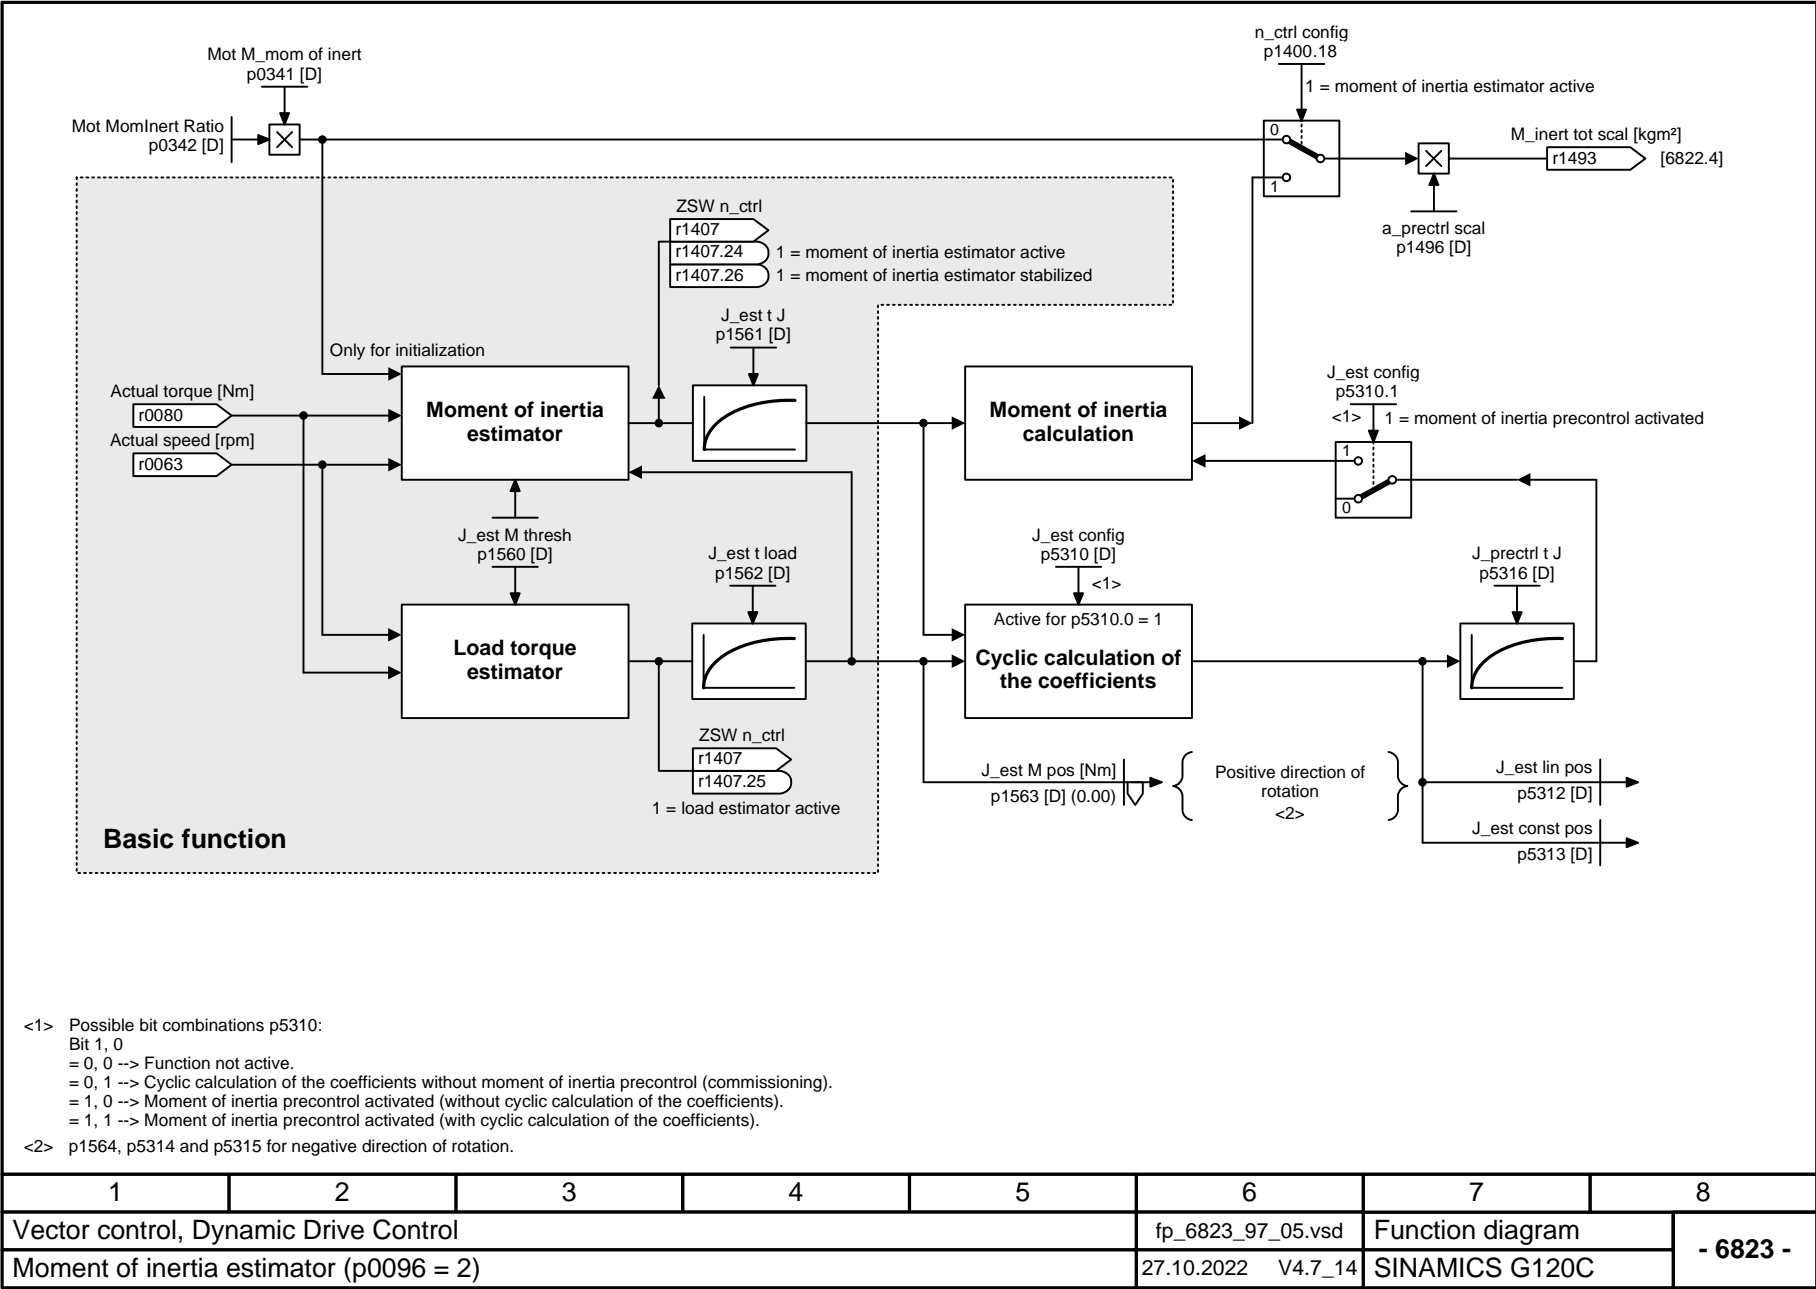 n_ctrl config
p1400.18
1 = moment of inertia estimator active
Mot M_mom of inert
p0341 [D]
Mot MomInert Ratio
p0342 [D]
0
1
M_inert tot scal [kgm²]
r1493
[6822.4]
a_prectrl scal
p1496 [D]
ZSW n_ctrl
r1407
r1407.24
1 = moment of inertia estimator active
r1407.26
1 = moment of inertia estimator stabilized
J_est t J
p1561 [D]
Only for initialization
Actual torque [Nm]
r0080
Actual speed [rpm]
r0063
Moment of inertia
estimator
Moment of inertia
calculation
J_est config
p5310.1
<1>
1 = moment of inertia precontrol activated
1
0
J_est M thresh
p1560 [D]
J_est t load
p1562 [D]
J_est config
p5310 [D]
<1>
J_prectrl t J
p5316 [D]
Load torque
estimator
Active for p5310.0 = 1
Cyclic calculation of
the coefficients
ZSW n_ctrl
r1407
r1407.25
1 = load estimator active
J_est M pos [Nm]
p1563 [D] (0.00)
Positive direction of
rotation
<2>
J_est lin pos
p5312 [D]
J_est const pos
p5313 [D]
Basic function
<1> Possible bit combinations p5310:
Bit 1, 0
= 0, 0 --> Function not active.
= 0, 1 --> Cyclic calculation of the coefficients without moment of inertia precontrol (commissioning).
= 1, 0 --> Moment of inertia precontrol activated (without cyclic calculation of the coefficients).
= 1, 1 --> Moment of inertia precontrol activated (with cyclic calculation of the coefficients).
<2> p1564, p5314 and p5315 for negative direction of rotation.
1 2 3 4 5 6 7 8
Vector control, Dynamic Drive Control
fp_6823_97_05.vsd
Function diagram
- 6823 -
Moment of inertia estimator (p0096 = 2)
27.10.2022 V4.7_14
SINAMICS G120C